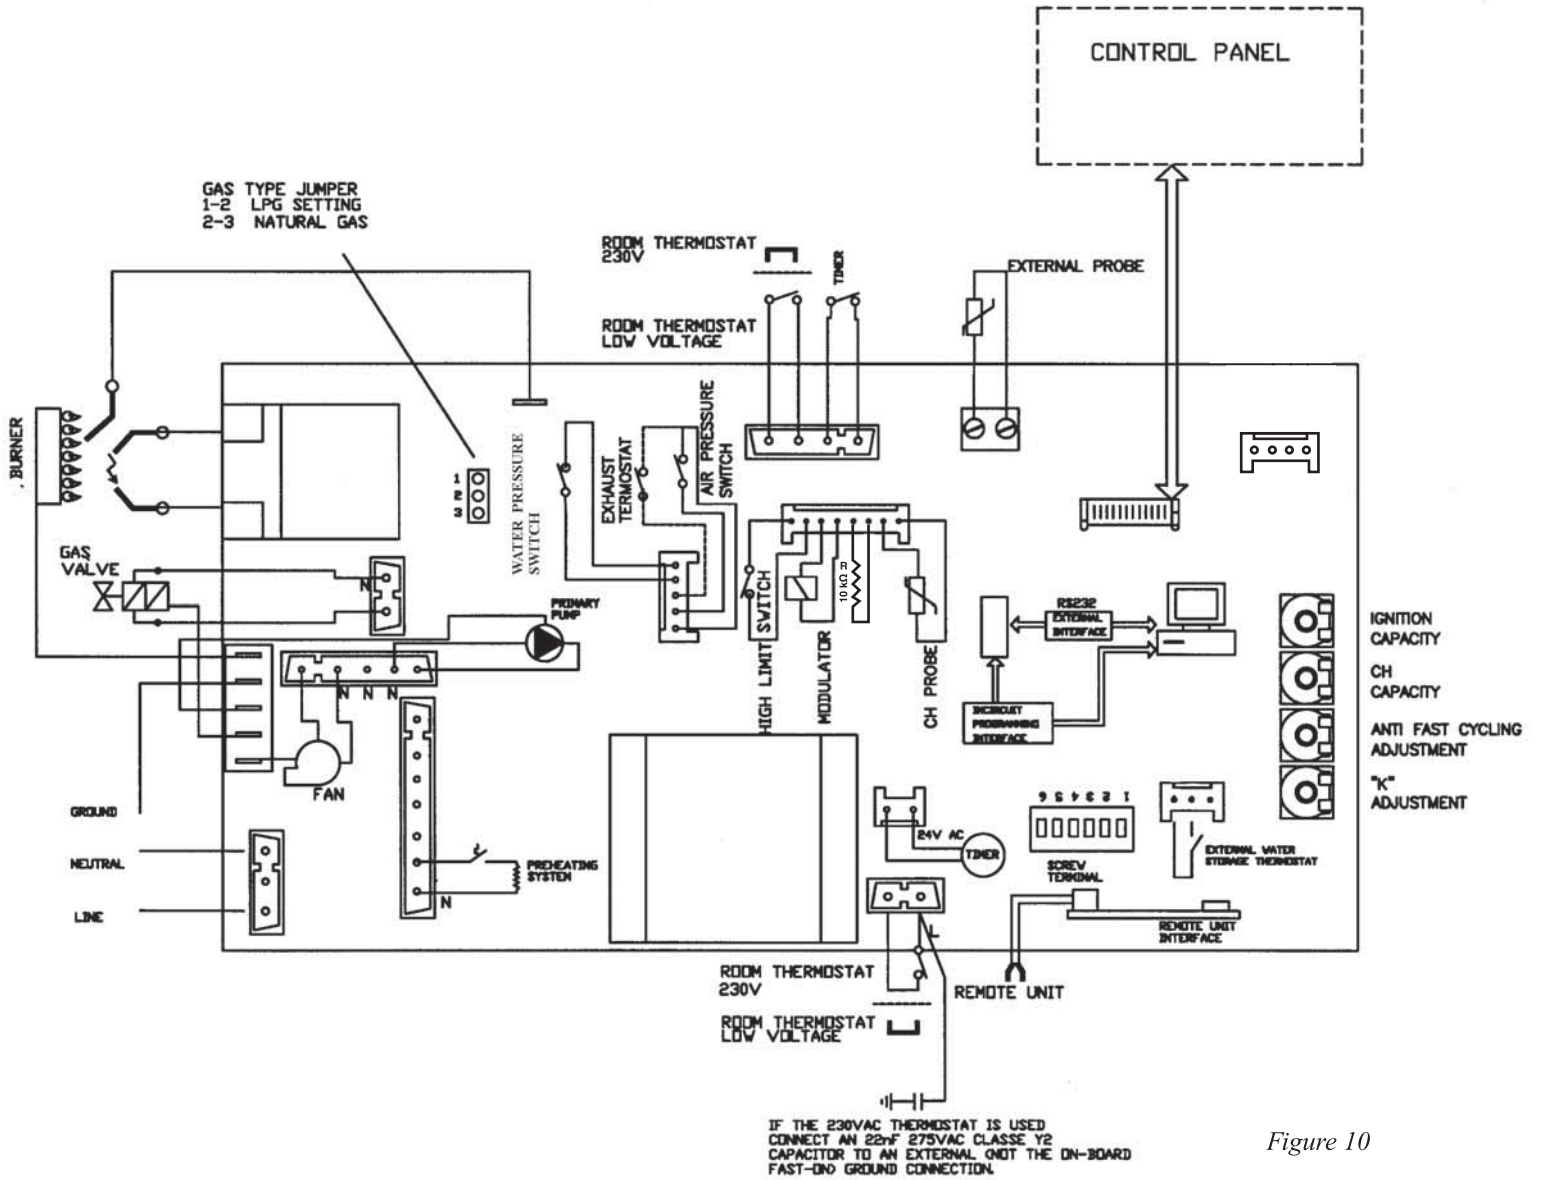 CONTROL PANEL
GAS TYPE JUMPER
1-2 LPG SETTING
2-3 NATURAL GAS
ROOM THERMOSTAT
230V
TIMER
EXTERNAL PROBE
ROOM THERMOSTAT
LOW VOLTAGE
. BURNER
1
2
3
WATER PRESSURE
SWITCH
EXHAUST
TERMOSTAT
AIR PRESSURE
SWITCH
GAS
VALVE
N
PRIMARY
PUMP
R
10 kΩ
HIGH LIMIT SWITCH
MODULATOR
CH PROBE
RS232
EXTERNAL
INTERFACE
INCIRCUIT
PROGRAMMING
INTERFACE
IGNITION
CAPACITY
CH
CAPACITY
ANTI FAST CYCLING
ADJUSTMENT
"K"
ADJUSTMENT
N N N
FAN
GROUND
NEUTRAL
LINE
PREHEATING
SYSTEM
N
24V AC
TIMER
6 5 4 3 2 1
SCREW
TERMINAL
EXTERNAL WATER
STORAGE THERMOSTAT
REMOTE UNIT
INTERFACE
L
REMOTE UNIT
ROOM THERMOSTAT
230V
ROOM THERMOSTAT
LOW VOLTAGE
IF THE 230VAC THERMOSTAT IS USED
CONNECT AN 22nF 275VAC CLASSE Y2
CAPACITOR TO AN EXTERNAL (NOT THE ON-BOARD
FAST-ON) GROUND CONNECTION.
Figure 10